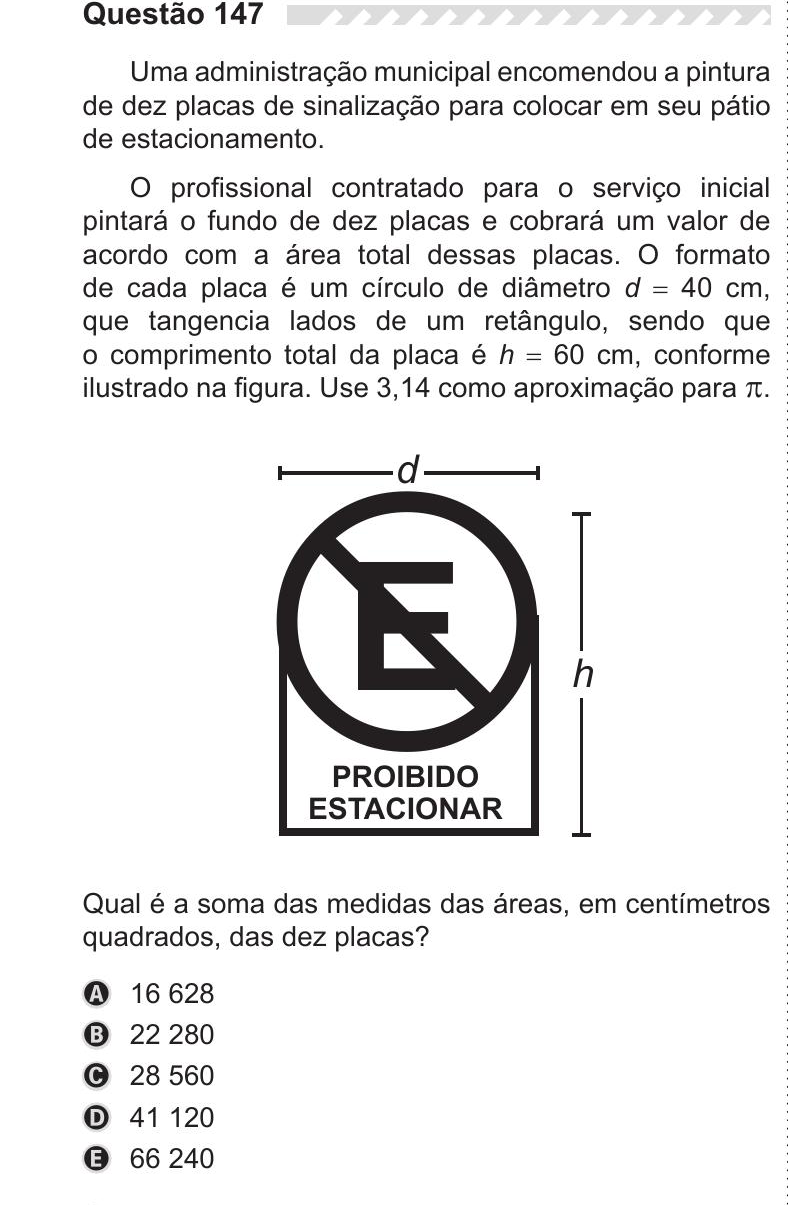 Questão 147
Uma administração municipal encomendou a pintura
de dez placas de sinalização para colocar em seu pátio
de estacionamento.
O profissional contratado para o serviço inicial
pintará o fundo de dez placas e cobrará um valor de
acordo com a área total dessas placas. O formato
de cada placa é um círculo de diâmetro d = 40 cm,
que tangencia lados de um retângulo, sendo que
o comprimento total da placa é h = 60 cm, conforme
ilustrado na figura. Use 3,14 como aproximação para π.
d
E
h
PROIBIDO
ESTACIONAR
Qual é a soma das medidas das áreas, em centímetros
quadrados, das dez placas?
A 16 628
B 22 280
C 28 560
D 41 120
E 66 240